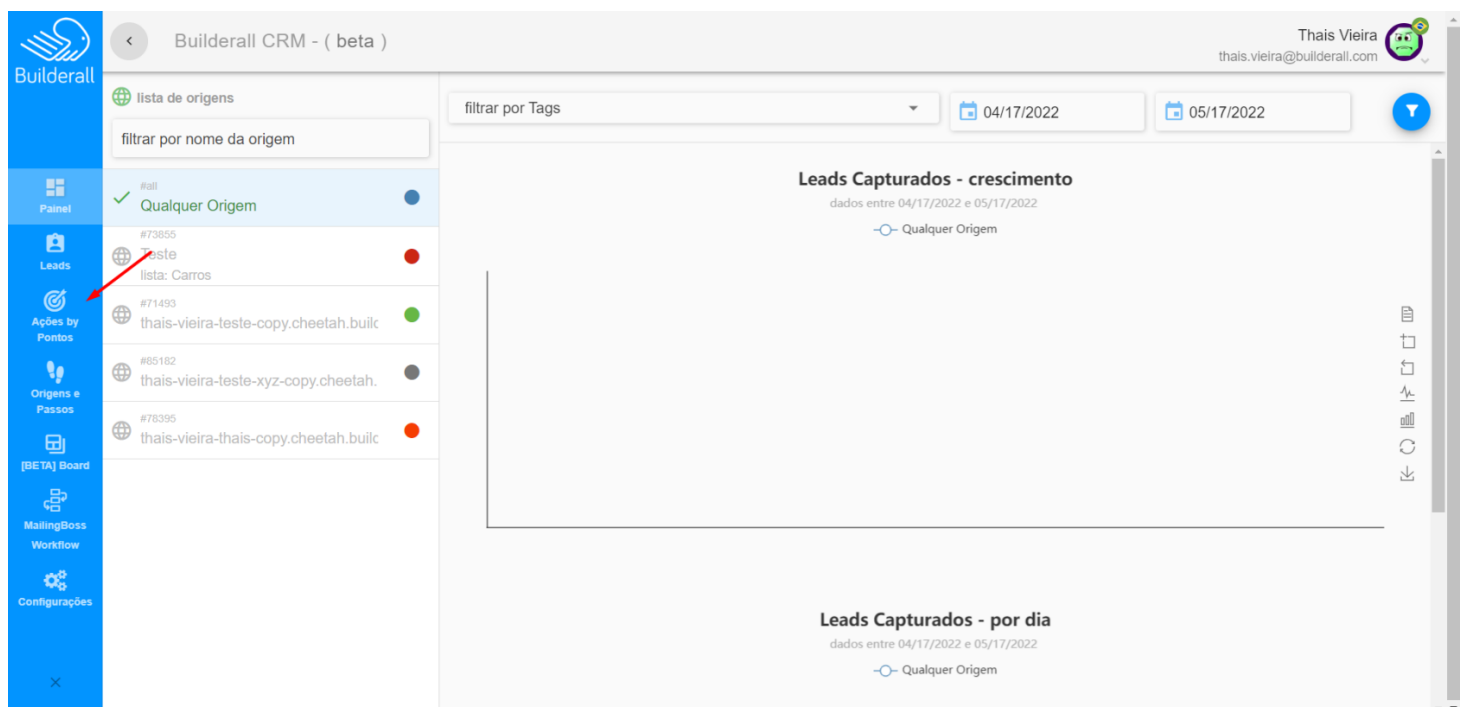 Builderall
Builderall CRM - ( beta )
Thais Vieira
thais.vieira@builderall.com
Painel
Leads
Ações by
Pontos
Origens e
Passos
[BETA] Board
MailingBoss
Workflow
Configurações
lista de origens
filtrar por nome da origem
#all
Qualquer Origem
#73855
Teste
lista: Carros
#71493
thais-vieira-teste-copy.cheetah.builc
#85182
thais-vieira-teste-xyz-copy.cheetah.
#78395
thais-vieira-thais-copy.cheetah.builc
filtrar por Tags
04/17/2022
05/17/2022
Leads Capturados - crescimento
dados entre 04/17/2022 e 05/17/2022
Qualquer Origem
Leads Capturados - por dia
dados entre 04/17/2022 e 05/17/2022
Qualquer Origem